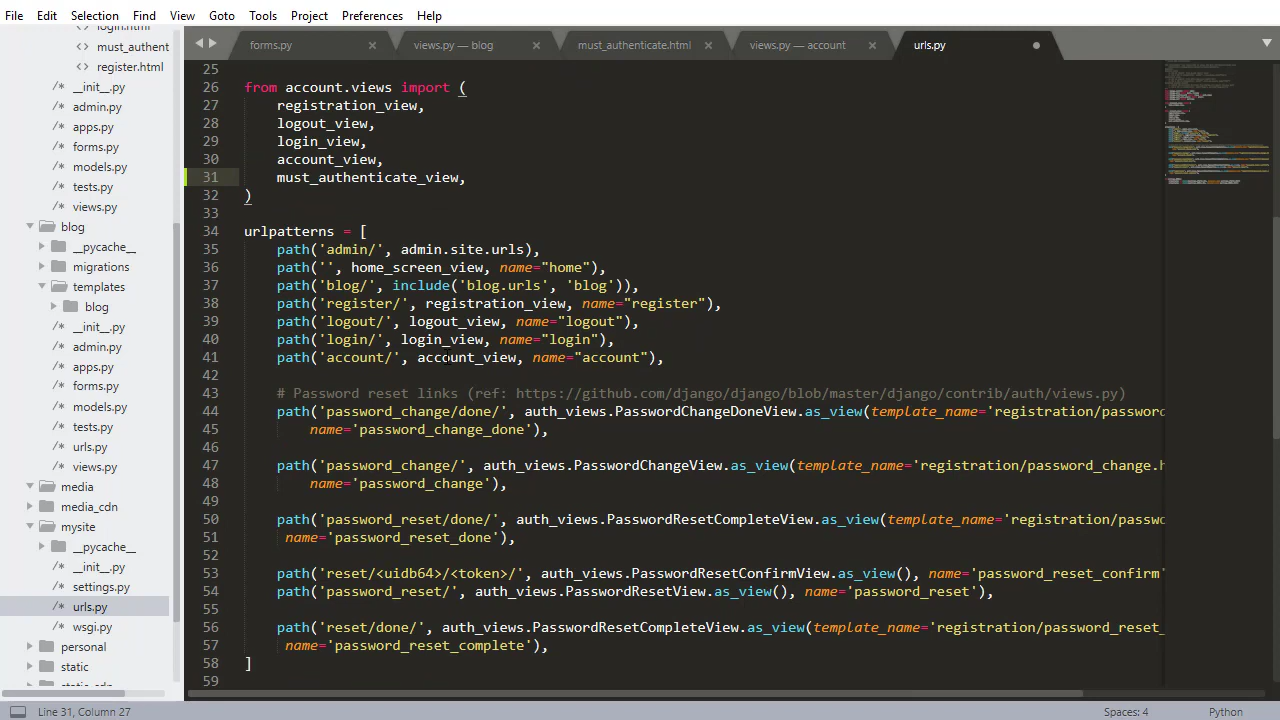 File Edit Selection Find View Goto Tools Project Preferences Help
forms.py views.py — blog must_authenticate.html views.py — account urls.py
login.html
must_authent
register.html
__init__.py
admin.py
apps.py
forms.py
models.py
tests.py
views.py
blog
__pycache__
migrations
templates
blog
__init__.py
admin.py
apps.py
forms.py
models.py
tests.py
urls.py
views.py
media
media_cdn
mysite
__pycache__
__init__.py
settings.py
urls.py
wsgi.py
personal
static
static_cdn
25
26 from account.views import (
27 registration_view,
28 logout_view,
29 login_view,
30 account_view,
31 must_authenticate_view,
32 )
33
34 urlpatterns = [
35 path('admin/', admin.site.urls),
36 path('', home_screen_view, name="home"),
37 path('blog/', include('blog.urls', 'blog')),
38 path('register/', registration_view, name="register"),
39 path('logout/', logout_view, name="logout"),
40 path('login/', login_view, name="login"),
41 path('account/', account_view, name="account"),
42
43 # Password reset links (ref: https://github.com/django/django/blob/master/django/contrib/auth/views.py)
44 path('password_change/done/', auth_views.PasswordChangeDoneView.as_view(template_name='registration/password
45 name='password_change_done'),
46
47 path('password_change/', auth_views.PasswordChangeView.as_view(template_name='registration/password_change.h
48 name='password_change'),
49
50 path('password_reset/done/', auth_views.PasswordResetCompleteView.as_view(template_name='registration/passwo
51 name='password_reset_done'),
52
53 path('reset/<uidb64>/<token>/', auth_views.PasswordResetConfirmView.as_view(), name='password_reset_confirm'
54 path('password_reset/', auth_views.PasswordResetView.as_view(), name='password_reset'),
55
56 path('reset/done/', auth_views.PasswordResetCompleteView.as_view(template_name='registration/password_reset_
57 name='password_reset_complete'),
58 ]
59
Line 31, Column 27 Spaces: 4 Python